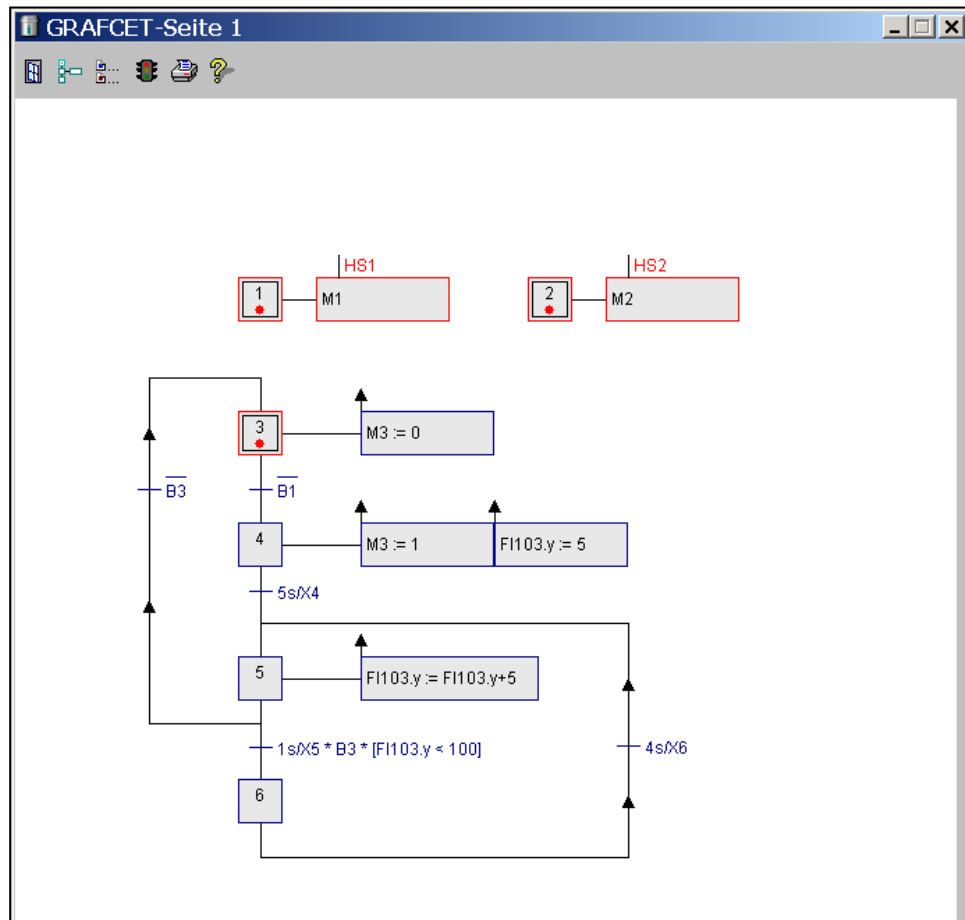 GRAFCET-Seite 1
HS1
HS2
1
M1
2
M2
3
M3 := 0
B3
B1
4
M3 := 1
FI103.y := 5
5s/X4
5
FI103.y := FI103.y+5
1s/X5 * B3 * [FI103.y < 100]
4s/X6
6